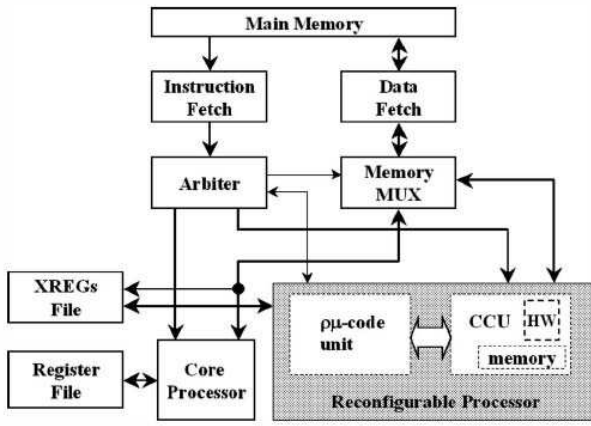 Main Memory
Instruction
Fetch
Data
Fetch
Arbiter
Memory
MUX
XREGs
File
ρμ-code
unit
CCU
HW
memory
Register
File
Core
Processor
Reconfigurable Processor